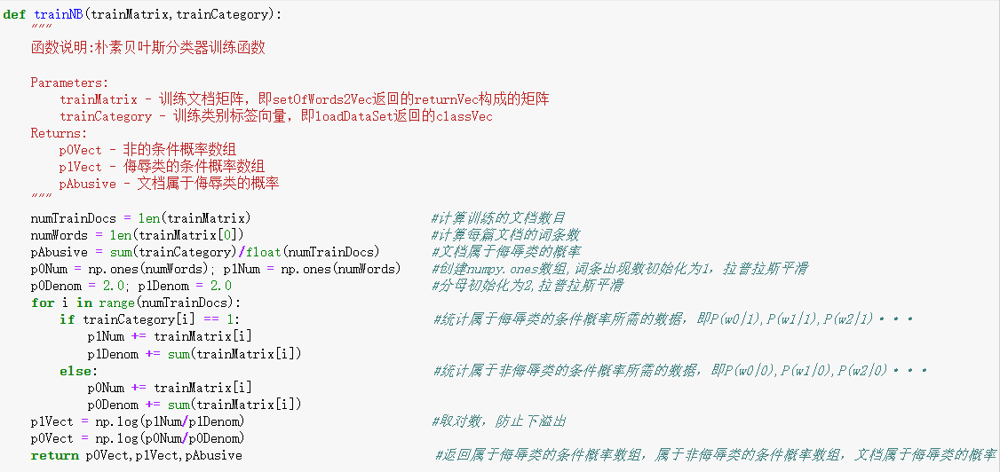 def trainNB(trainMatrix,trainCategory):
"""
函数说明:朴素贝叶斯分类器训练函数
Parameters:
trainMatrix - 训练文档矩阵，即setOfWords2Vec返回的returnVec构成的矩阵
trainCategory - 训练类别标签向量，即loadDataSet返回的classVec
Returns:
p0Vect - 非的条件概率数组
p1Vect - 侮辱类的条件概率数组
pAbusive - 文档属于侮辱类的概率
"""
numTrainDocs = len(trainMatrix) #计算训练的文档数目
numWords = len(trainMatrix[0]) #计算每篇文档的词条数
pAbusive = sum(trainCategory)/float(numTrainDocs) #文档属于侮辱类的概率
p0Num = np.ones(numWords); p1Num = np.ones(numWords) #创建numpy.ones数组,词条出现数初始化为1，拉普拉斯平滑
p0Denom = 2.0; p1Denom = 2.0 #分母初始化为2,拉普拉斯平滑
for i in range(numTrainDocs):
if trainCategory[i] == 1: #统计属于侮辱类的条件概率所需的数据，即P(w0|1),P(w1|1),P(w2|1)···
p1Num += trainMatrix[i]
p1Denom += sum(trainMatrix[i])
else: #统计属于非侮辱类的条件概率所需的数据，即P(w0|0),P(w1|0),P(w2|0)···
p0Num += trainMatrix[i]
p0Denom += sum(trainMatrix[i])
p1Vect = np.log(p1Num/p1Denom) #取对数，防止下溢出
p0Vect = np.log(p0Num/p0Denom)
return p0Vect,p1Vect,pAbusive #返回属于侮辱类的条件概率数组，属于非侮辱类的条件概率数组，文档属于侮辱类的概率